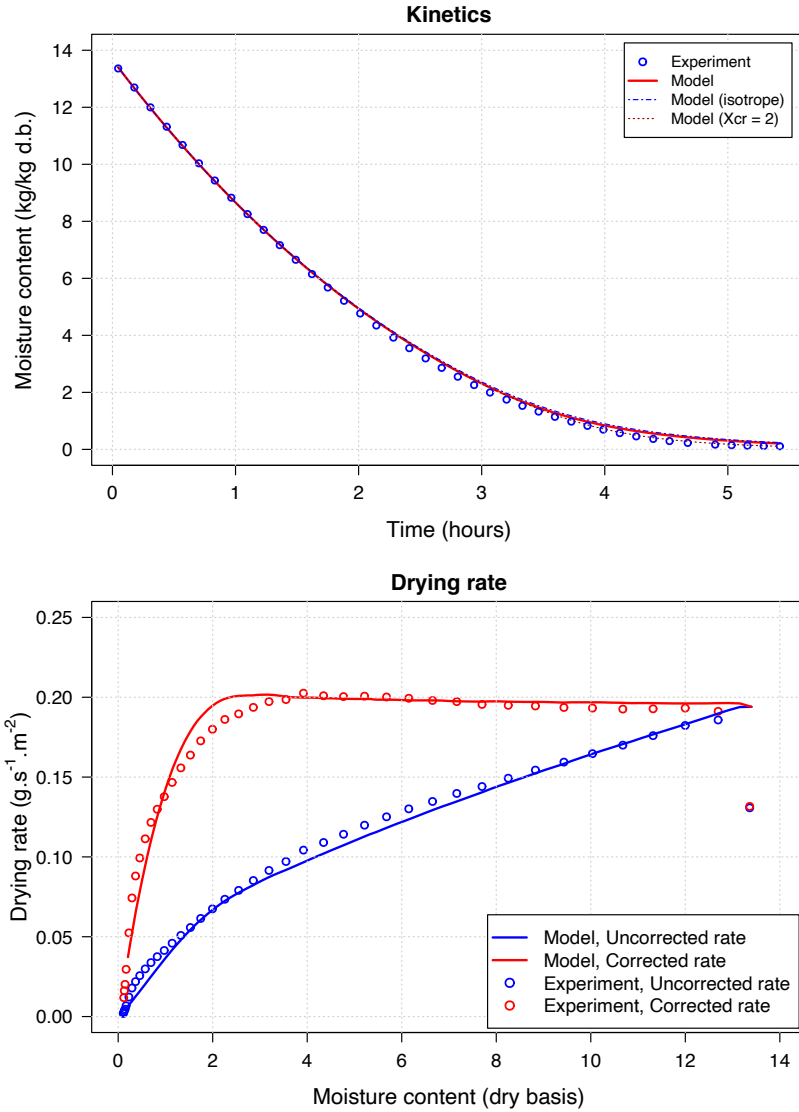 Kinetics
Moisture content (kg/kg d.b.)
14
12
10
8
6
4
2
0
Experiment
Model
Model (isotrope)
Model (Xcr = 2)
0 1 2 3 4 5
Time (hours)
Drying rate
Drying rate (g.s⁻¹.m⁻²)
0.25
0.20
0.15
0.10
0.05
0.00
Model, Uncorrected rate
Model, Corrected rate
Experiment, Uncorrected rate
Experiment, Corrected rate
0 2 4 6 8 10 12 14
Moisture content (dry basis)